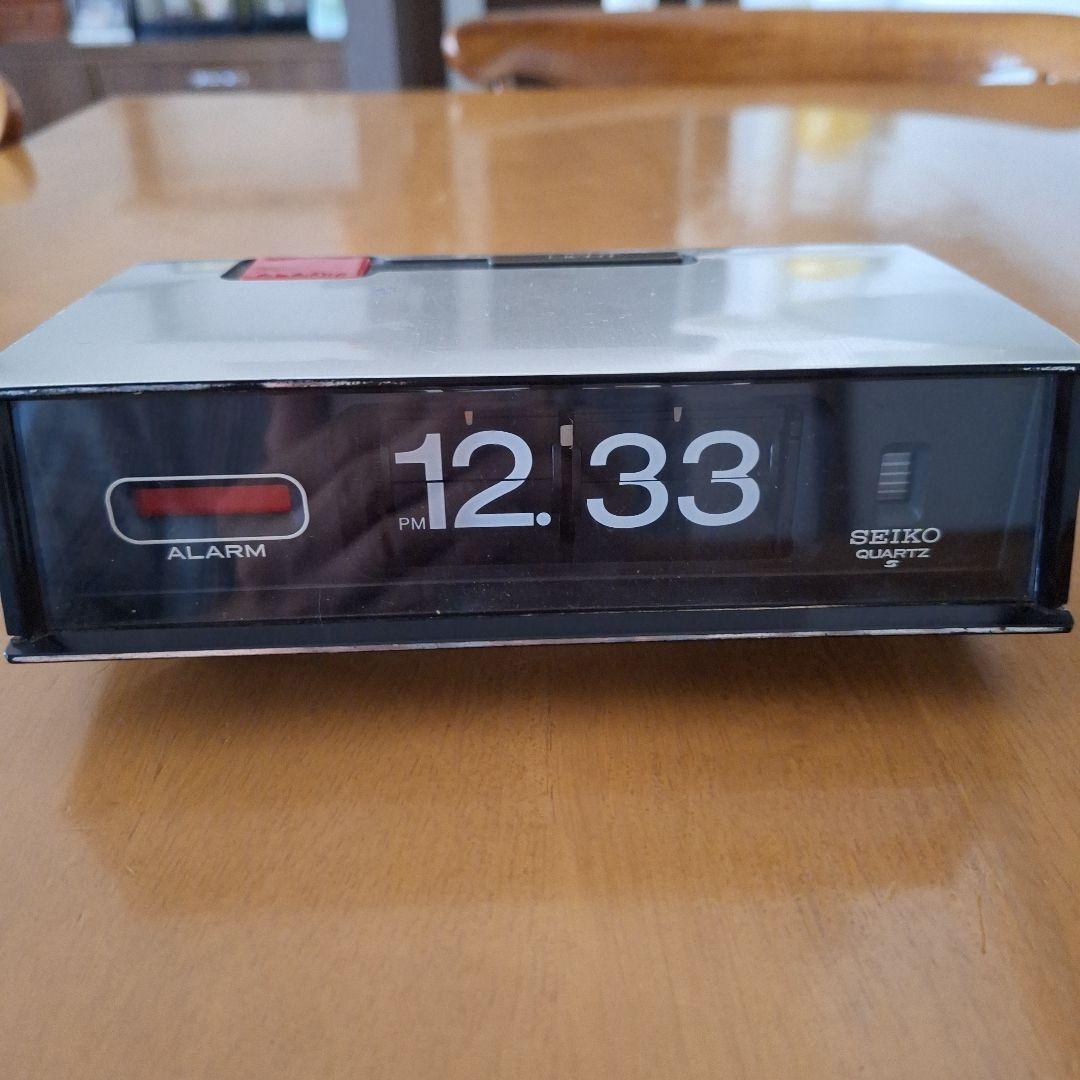 PM 12. 33
ALARM
SEIKO
QUARTZ